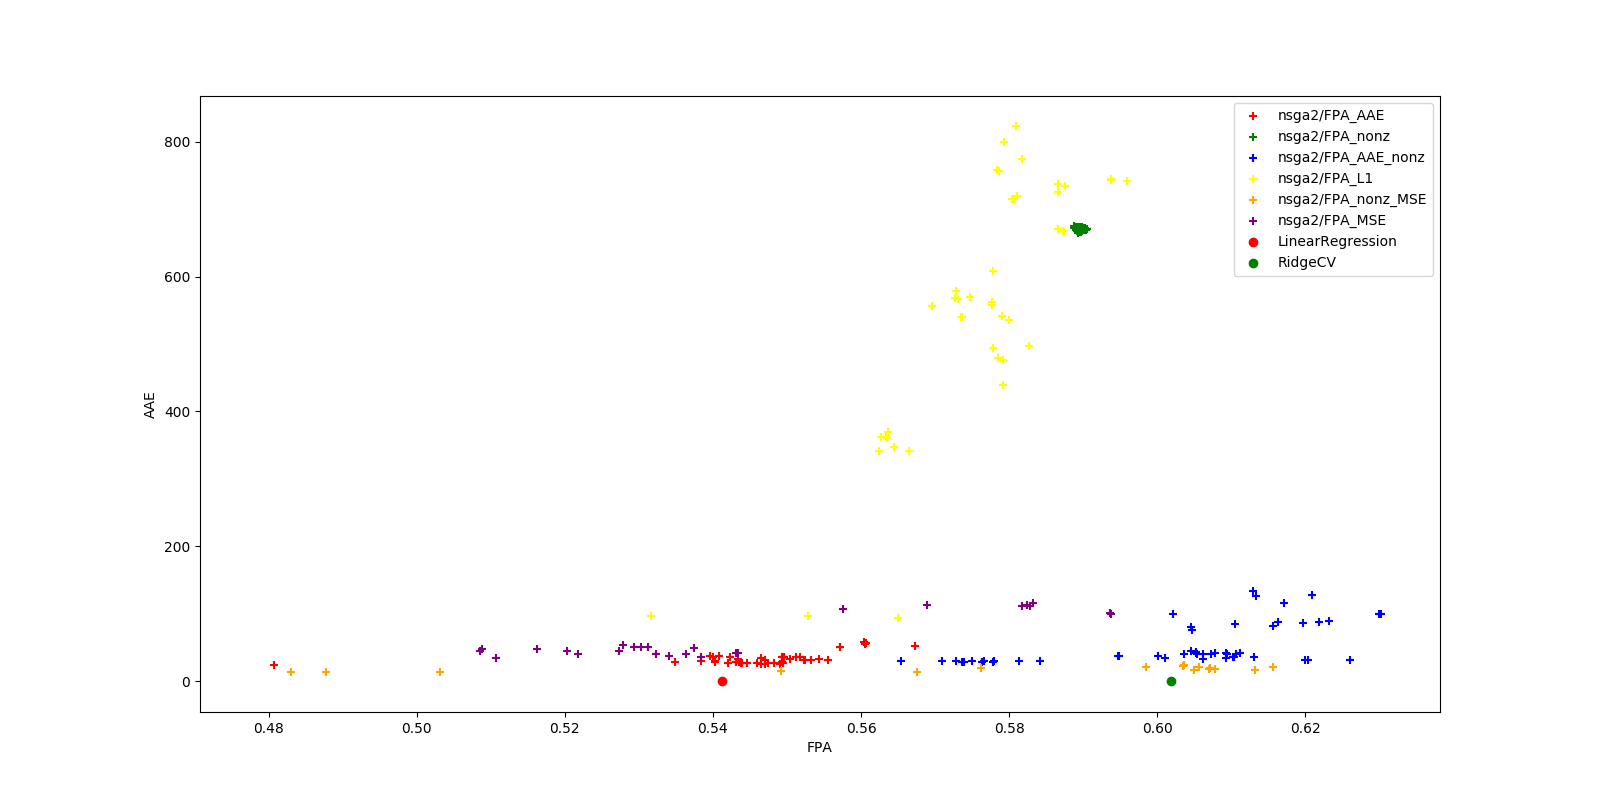 nsga2/FPA_AAE
nsga2/FPA_nonz
nsga2/FPA_AAE_nonz
nsga2/FPA_L1
nsga2/FPA_nonz_MSE
nsga2/FPA_MSE
LinearRegression
RidgeCV
800
600
400
200
0
AAE
0.48 0.50 0.52 0.54 0.56 0.58 0.60 0.62
FPA